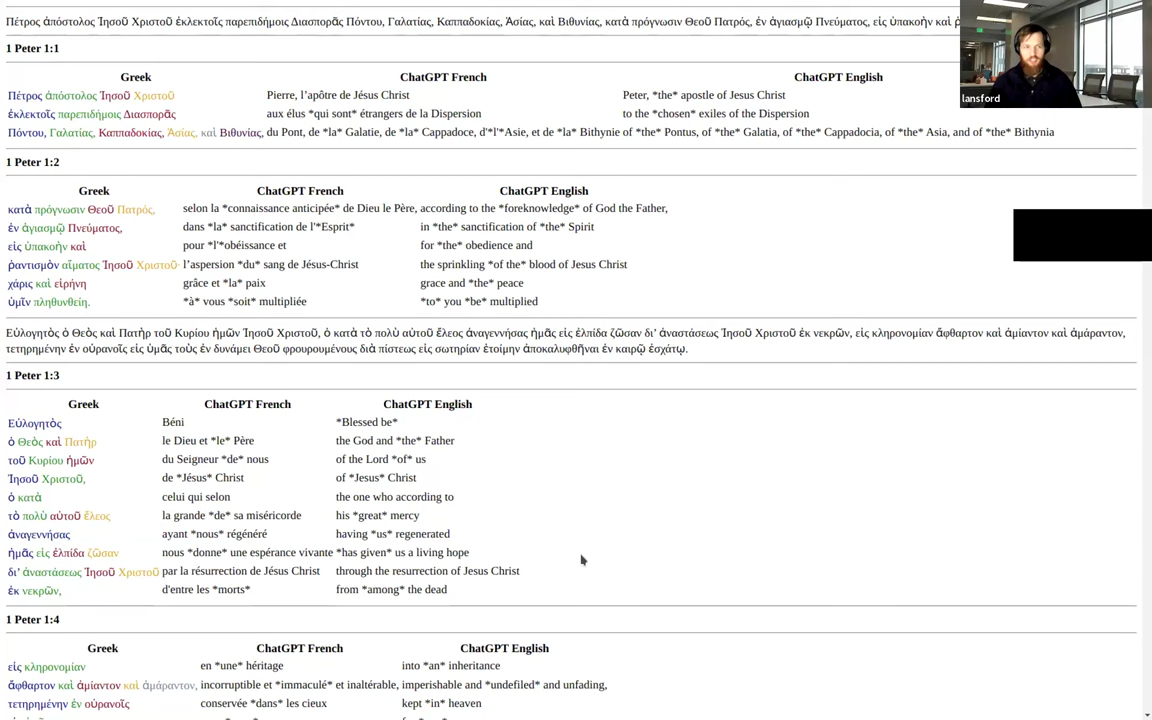 Πέτρος ἀπόστολος Ἰησοῦ Χριστοῦ ἐκλεκτοῖς παρεπιδήμοις Διασπορᾶς Πόντου, Γαλατίας, Καππαδοκίας, Ἀσίας, καὶ Βιθυνίας, κατὰ πρόγνωσιν Θεοῦ Πατρός, ἐν ἁγιασμῷ Πνεύματος, εἰς ὑπακοὴν καὶ
1 Peter 1:1
Greek ChatGPT French ChatGPT English
Πέτρος ἀπόστολος Ἰησοῦ Χριστοῦ Pierre, l’apôtre de Jésus Christ Peter, *the* apostle of Jesus Christ
ἐκλεκτοῖς παρεπιδήμοις Διασπορᾶς aux élus *qui sont* étrangers de la Dispersion to the *chosen* exiles of the Dispersion
Πόντου, Γαλατίας, Καππαδοκίας, Ἀσίας, καὶ Βιθυνίας, du Pont, de *la* Galatie, de *la* Cappadoce, d'*l'*Asie, et de *la* Bithynie of *the* Pontus, of *the* Galatia, of *the* Cappadocia, of *the* Asia, and of *the* Bithynia
lansford
1 Peter 1:2
Greek ChatGPT French ChatGPT English
κατὰ πρόγνωσιν Θεοῦ Πατρός, selon la *connaissance anticipée* de Dieu le Père, according to the *foreknowledge* of God the Father,
ἐν ἁγιασμῷ Πνεύματος, dans *la* sanctification de l'*Esprit* in *the* sanctification of *the* Spirit
εἰς ὑπακοὴν καὶ pour *l'*obéissance et for *the* obedience and
ῥαντισμὸν αἵματος Ἰησοῦ Χριστοῦ· l’aspersion *du* sang de Jésus-Christ the sprinkling *of the* blood of Jesus Christ
χάρις καὶ εἰρήνη grâce et *la* paix grace and *the* peace
ὑμῖν πληθυνθείη. *à* vous *soit* multipliée *to* you *be* multiplied
Εὐλογητὸς ὁ Θεὸς καὶ Πατὴρ τοῦ Κυρίου ἡμῶν Ἰησοῦ Χριστοῦ, ὁ κατὰ τὸ πολὺ αὐτοῦ ἔλεος ἀναγεννήσας ἡμᾶς εἰς ἐλπίδα ζῶσαν δι’ ἀναστάσεως Ἰησοῦ Χριστοῦ ἐκ νεκρῶν, εἰς κληρονομίαν ἄφθαρτον καὶ ἀμίαντον καὶ ἀμάραντον,
τετηρημένην ἐν οὐρανοῖς εἰς ὑμᾶς τοὺς ἐν δυνάμει Θεοῦ φρουρουμένους διὰ πίστεως εἰς σωτηρίαν ἑτοίμην ἀποκαλυφθῆναι ἐν καιρῷ ἐσχάτῳ.
1 Peter 1:3
Greek ChatGPT French ChatGPT English
Εὐλογητὸς Béni *Blessed be*
ὁ Θεὸς καὶ Πατὴρ le Dieu et *le* Père the God and *the* Father
τοῦ Κυρίου ἡμῶν du Seigneur *de* nous of the Lord *of* us
Ἰησοῦ Χριστοῦ, de *Jésus* Christ of *Jesus* Christ
ὁ κατὰ celui qui selon the one who according to
τὸ πολὺ αὐτοῦ ἔλεος la grande *de* sa miséricorde his *great* mercy
ἀναγεννήσας ayant *nous* régénéré having *us* regenerated
ἡμᾶς εἰς ἐλπίδα ζῶσαν nous *donne* une espérance vivante *has given* us a living hope
δι’ ἀναστάσεως Ἰησοῦ Χριστοῦ par la résurrection de Jésus Christ through the resurrection of Jesus Christ
ἐκ νεκρῶν, d'entre les *morts* from *among* the dead
1 Peter 1:4
Greek ChatGPT French ChatGPT English
εἰς κληρονομίαν en *une* héritage into *an* inheritance
ἄφθαρτον καὶ ἀμίαντον καὶ ἀμάραντον, incorruptible et *immaculé* et inaltérable, imperishable and *undefiled* and unfading,
τετηρημένην ἐν οὐρανοῖς conservée *dans* les cieux kept *in* heaven